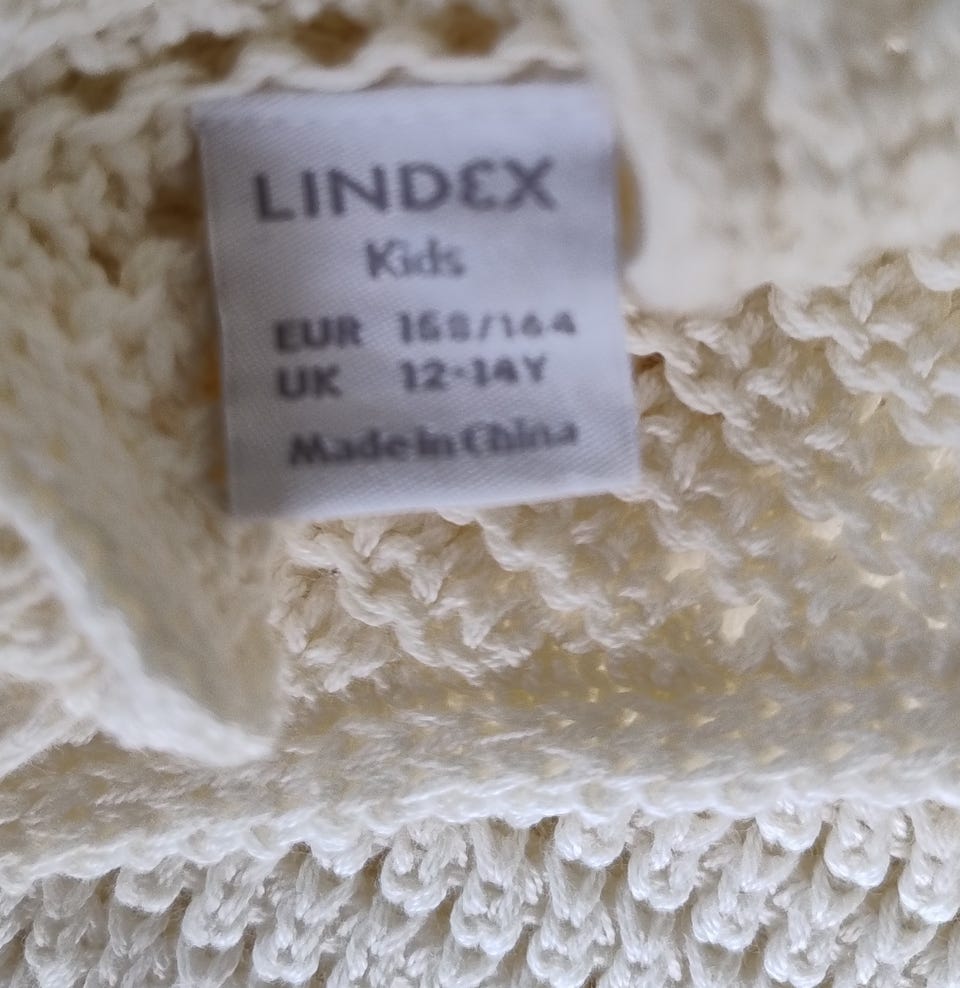 LINDEX
Kids
EUR 158/164
UK 12-14Y
Made in China